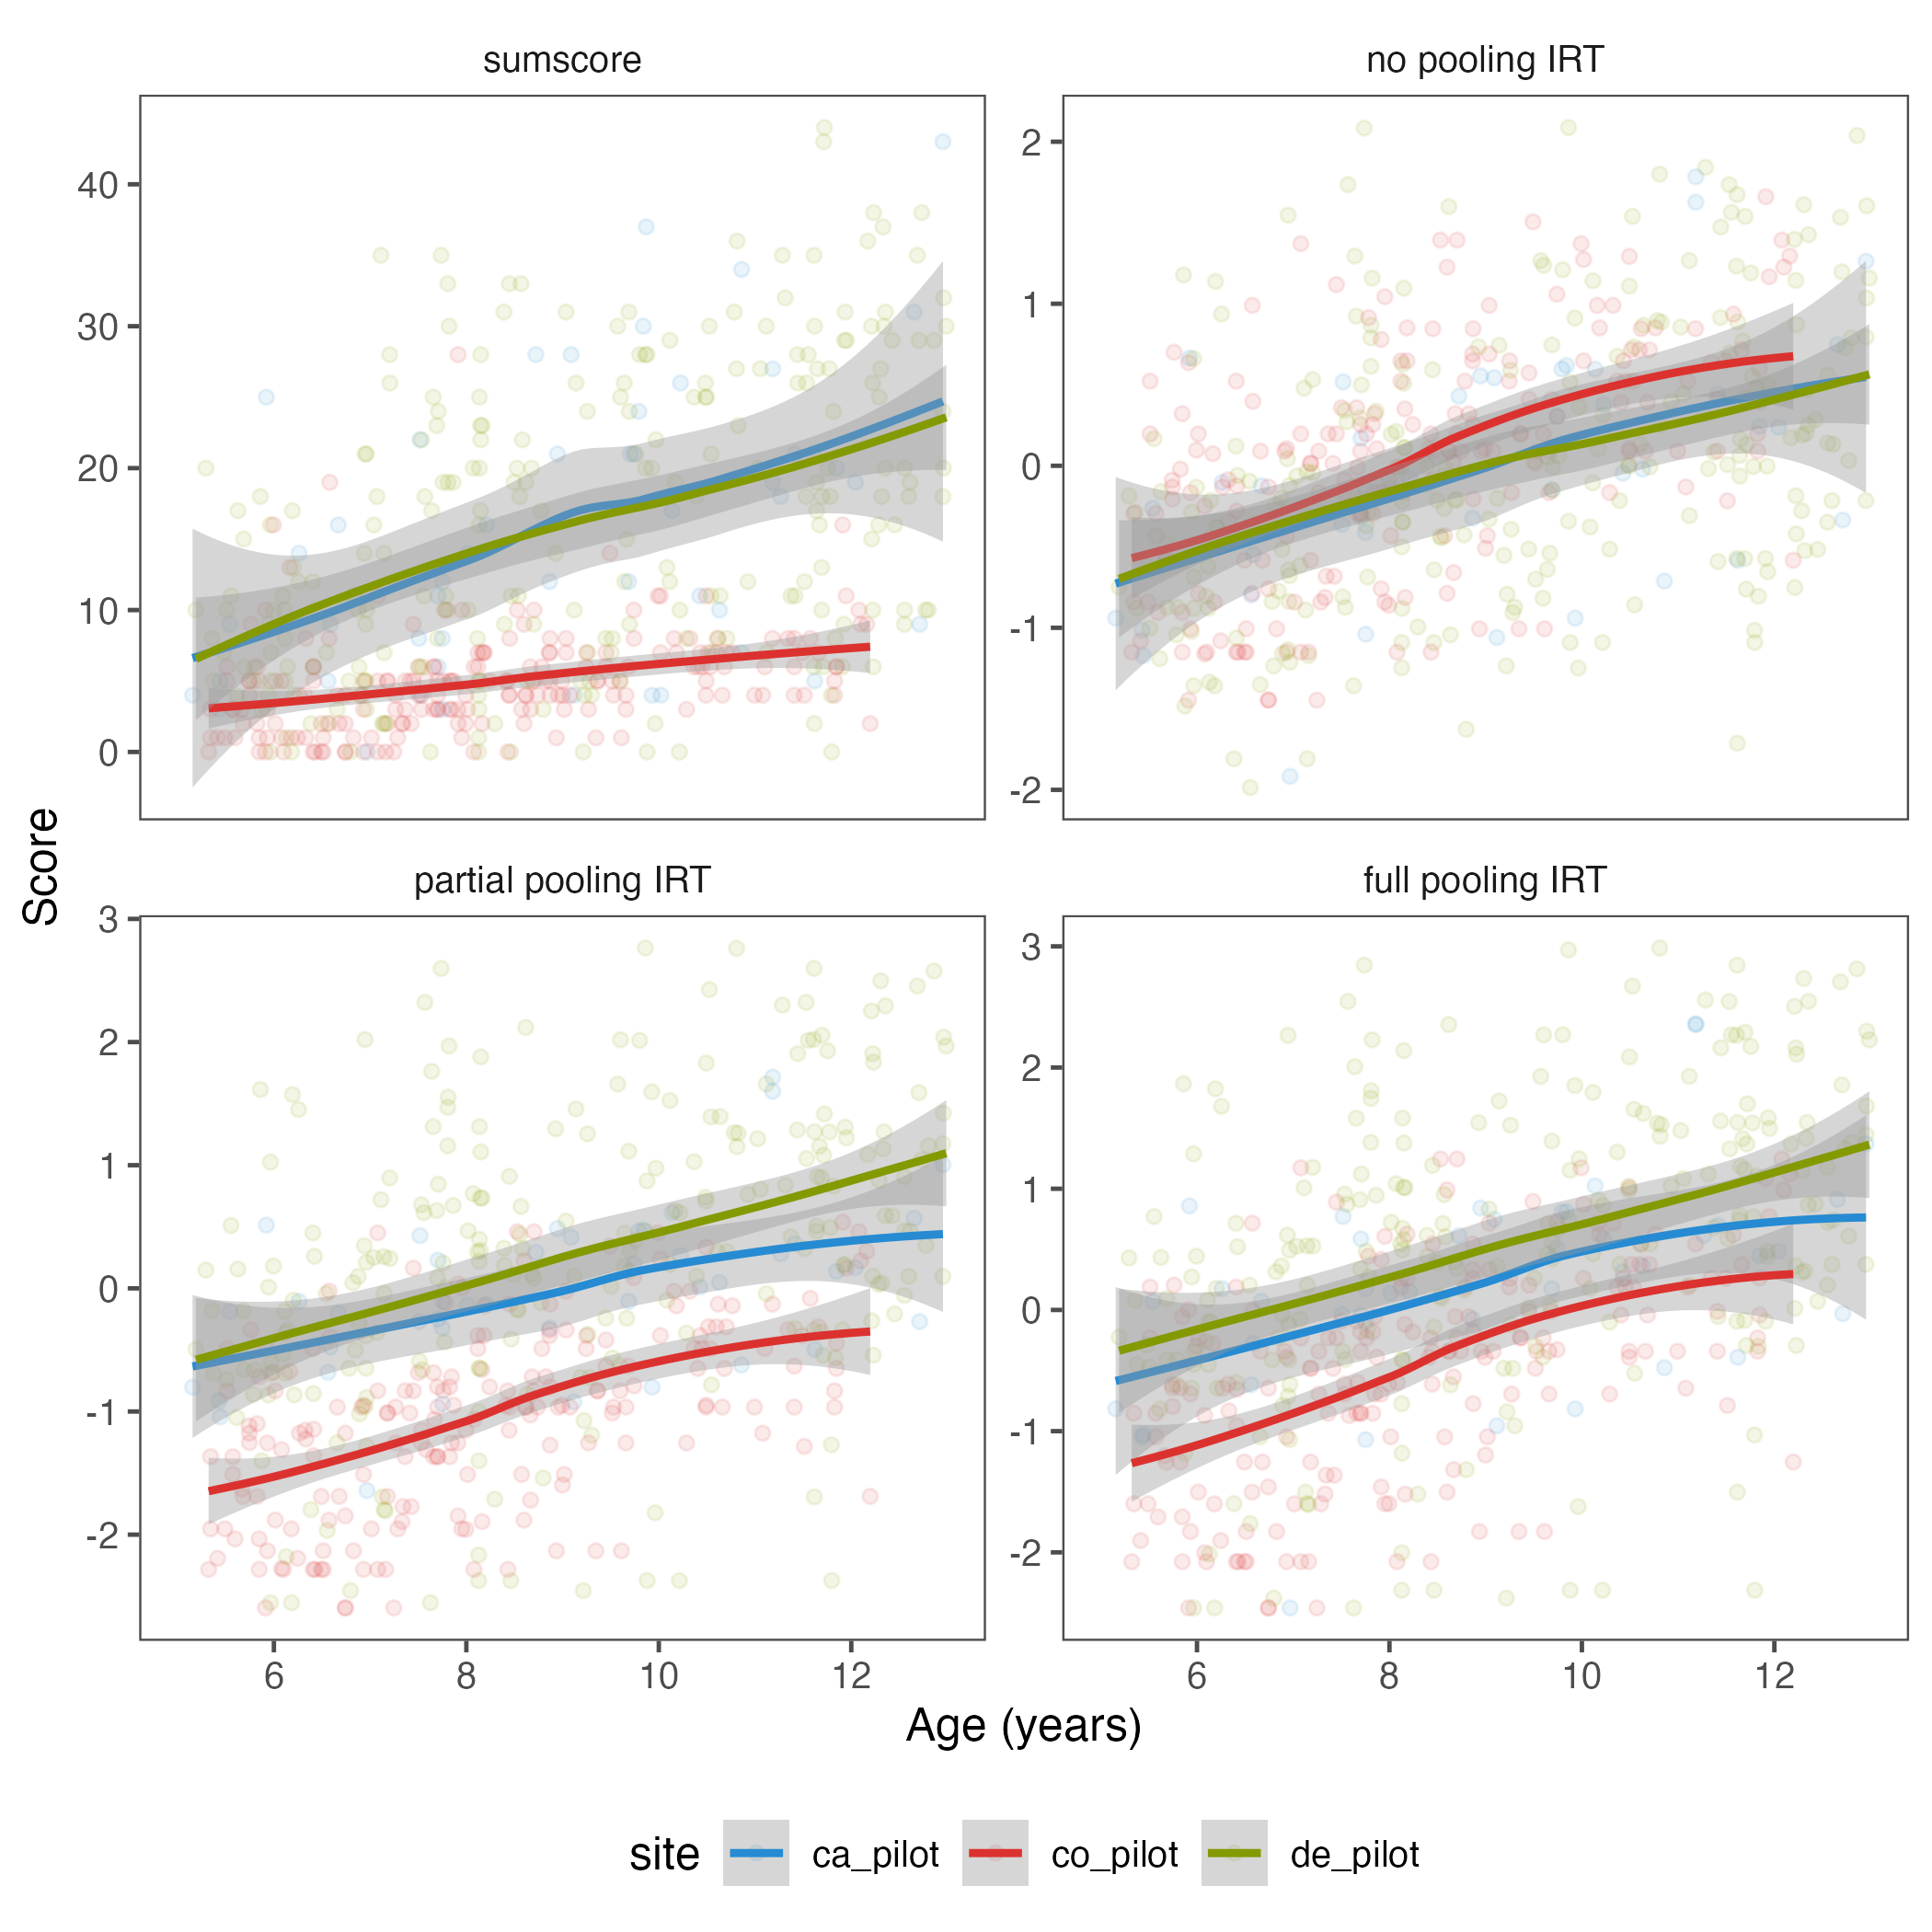 sumscore
no pooling IRT
40
30
20
10
0
2
1
0
-1
-2
partial pooling IRT
full pooling IRT
3
2
1
0
-1
-2
3
2
1
0
-1
-2
6 8 10 12
6 8 10 12
Score
Age (years)
site ca_pilot co_pilot de_pilot